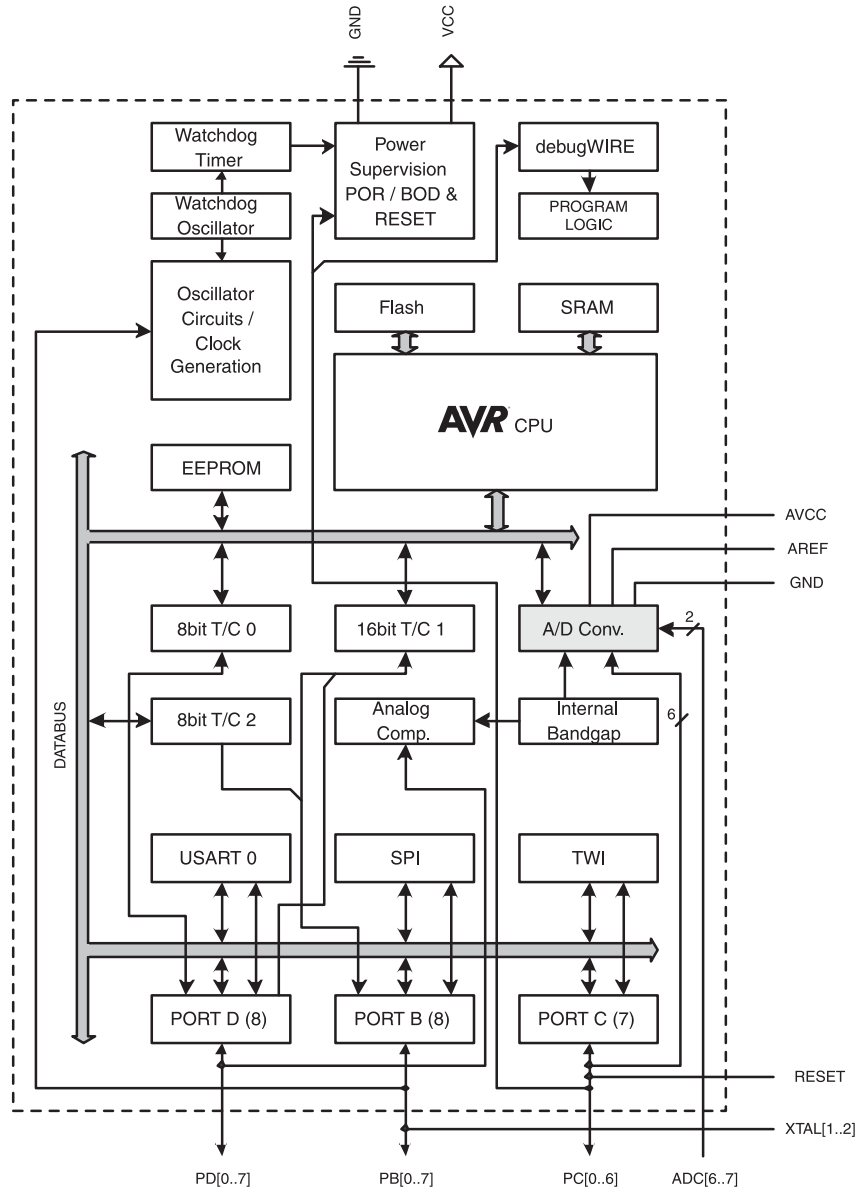 GND
VCC
Watchdog
Timer
Power
Supervision
POR / BOD &
RESET
debugWIRE
Watchdog
Oscillator
PROGRAM
LOGIC
Oscillator
Circuits /
Clock
Generation
Flash
SRAM
AVR CPU
EEPROM
AVCC
AREF
GND
8bit T/C 0
16bit T/C 1
A/D Conv.
2
8bit T/C 2
Analog
Comp.
Internal
Bandgap
6
DATABUS
USART 0
SPI
TWI
PORT D (8)
PORT B (8)
PORT C (7)
RESET
XTAL[1..2]
PD[0..7]
PB[0..7]
PC[0..6]
ADC[6..7]